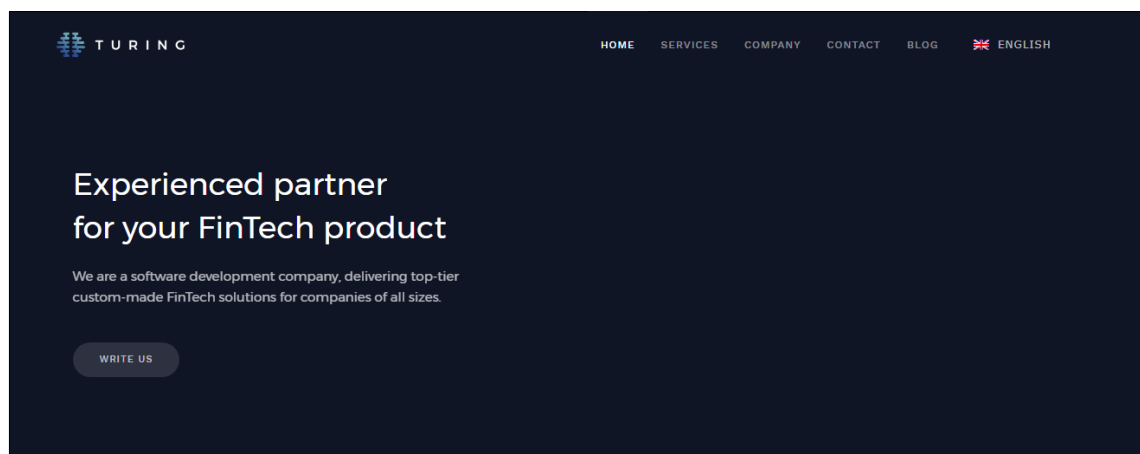 TURING
HOME SERVICES COMPANY CONTACT BLOG ENGLISH
Experienced partner
for your FinTech product
We are a software development company, delivering top-tier
custom-made FinTech solutions for companies of all sizes.
WRITE US